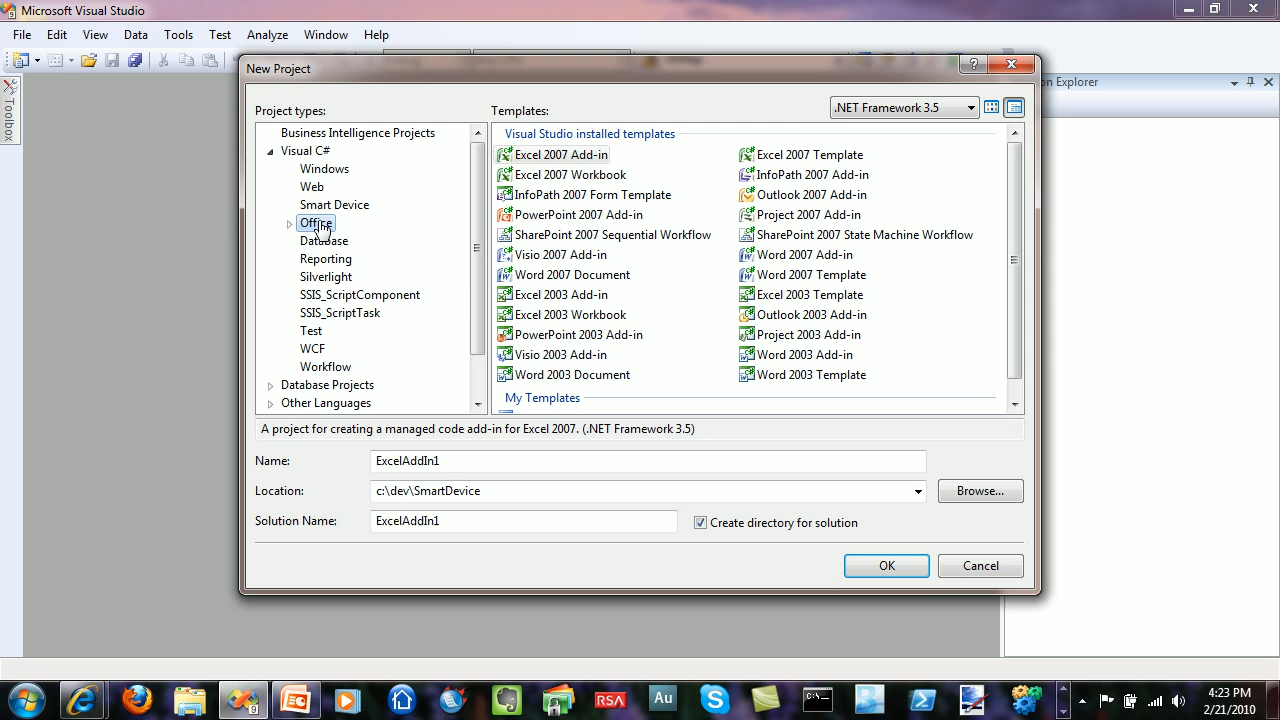 Microsoft Visual Studio
File Edit View Data Tools Test Analyze Window Help
Toolbox
New Project
on Explorer
Project types:
Templates:
.NET Framework 3.5
Business Intelligence Projects
Visual C#
Windows
Web
Smart Device
Office
Database
Reporting
Silverlight
SSIS_ScriptComponent
SSIS_ScriptTask
Test
WCF
Workflow
Database Projects
Other Languages
Visual Studio installed templates
Excel 2007 Add-in
Excel 2007 Template
Excel 2007 Workbook
InfoPath 2007 Add-in
InfoPath 2007 Form Template
Outlook 2007 Add-in
PowerPoint 2007 Add-in
Project 2007 Add-in
SharePoint 2007 Sequential Workflow
SharePoint 2007 State Machine Workflow
Visio 2007 Add-in
Word 2007 Add-in
Word 2007 Document
Word 2007 Template
Excel 2003 Add-in
Excel 2003 Template
Excel 2003 Workbook
Outlook 2003 Add-in
PowerPoint 2003 Add-in
Project 2003 Add-in
Visio 2003 Add-in
Word 2003 Add-in
Word 2003 Document
Word 2003 Template
My Templates
A project for creating a managed code add-in for Excel 2007. (.NET Framework 3.5)
Name: ExcelAddIn1
Location: c:\dev\SmartDevice
Browse...
Solution Name: ExcelAddIn1
Create directory for solution
OK
Cancel
9
RSA
Au
4:23 PM
2/21/2010